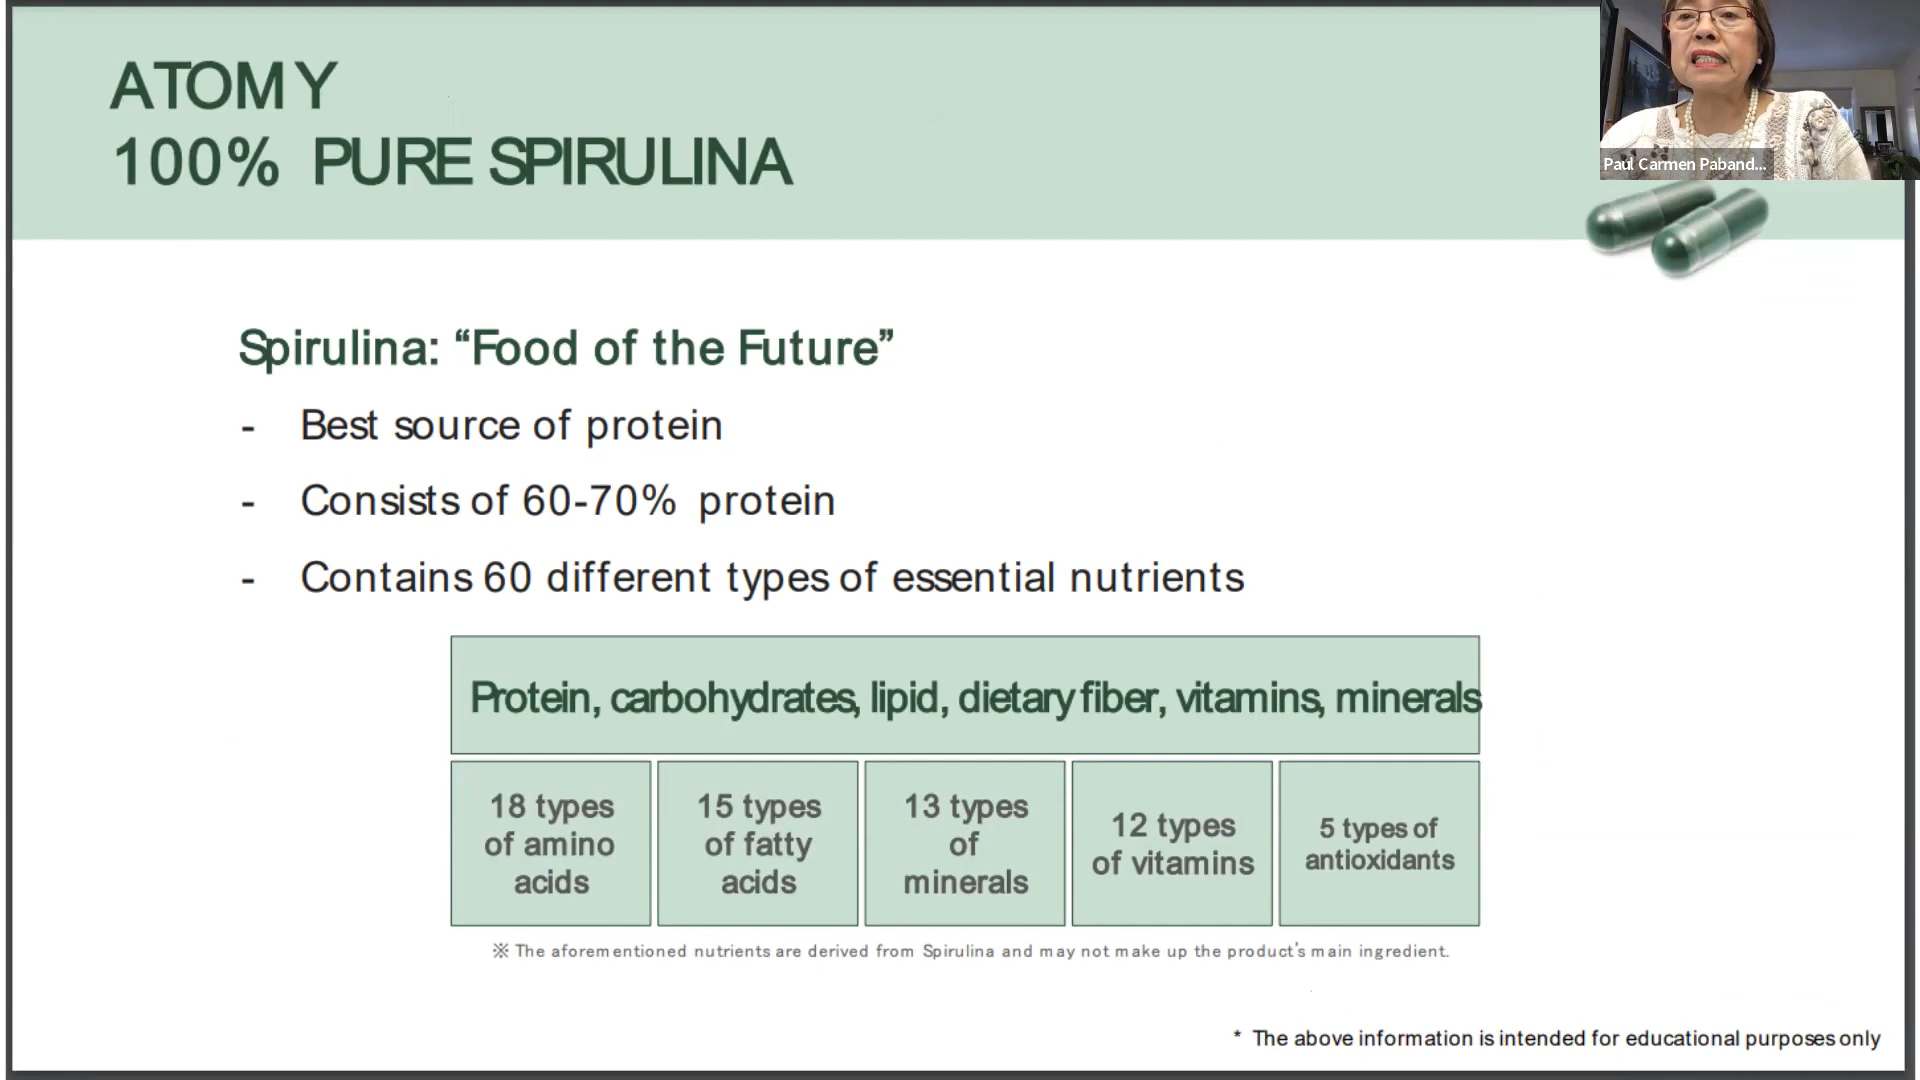 ATOMY
100% PURE SPIRULINA
Paul Carmen Paband...
Spirulina: “Food of the Future”
- Best source of protein
- Consists of 60-70% protein
- Contains 60 different types of essential nutrients
Protein, carbohydrates, lipid, dietary fiber, vitamins, minerals
18 types
of amino
acids
15 types
of fatty
acids
13 types
of
minerals
12 types
of vitamins
5 types of
antioxidants
※ The aforementioned nutrients are derived from Spirulina and may not make up the product's main ingredient.
* The above information is intended for educational purposes only